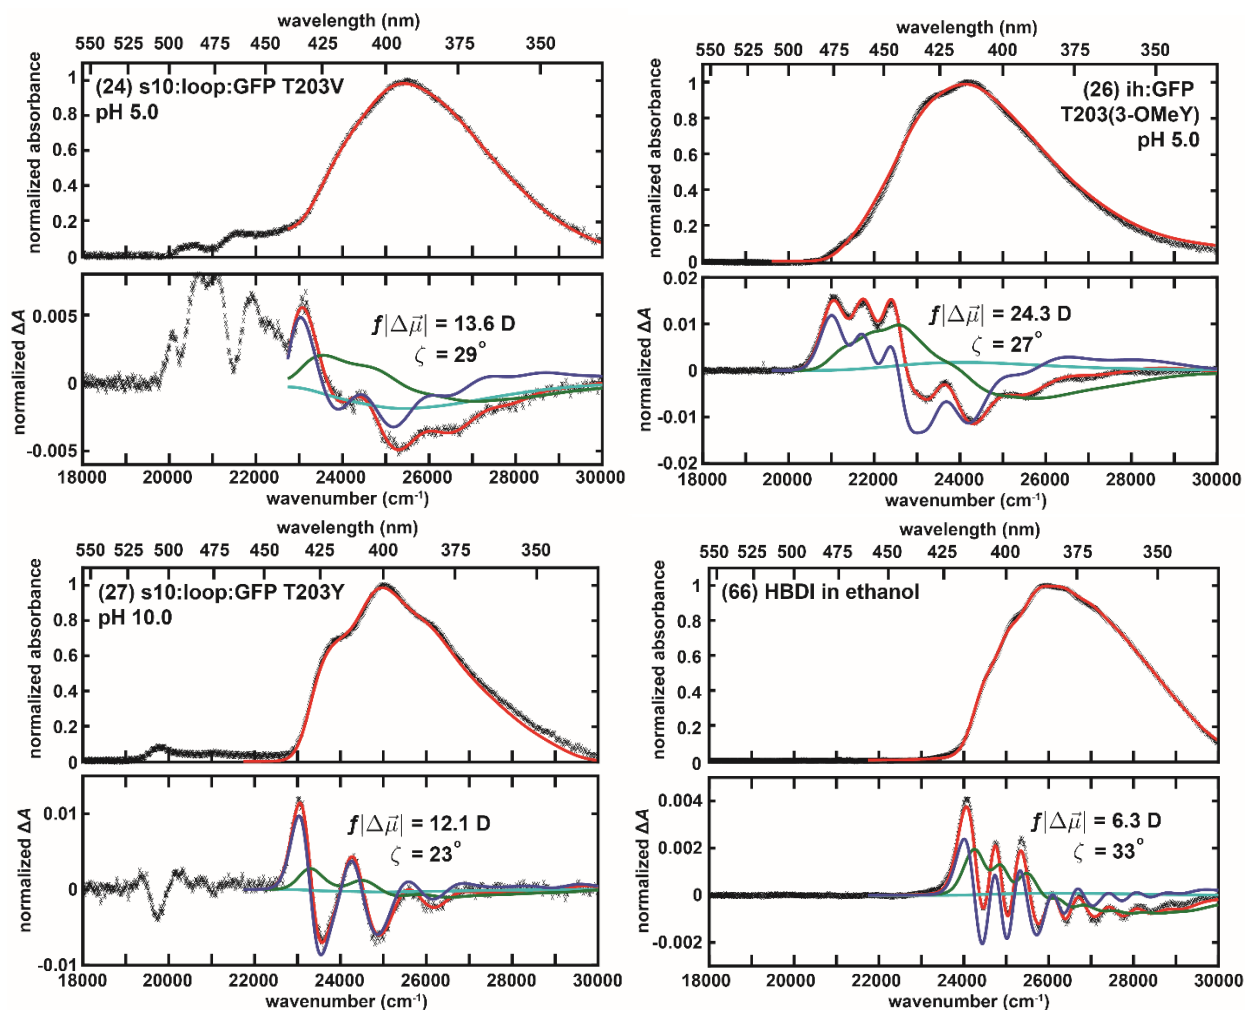 wavelength (nm)
550 525 500 475 450 425 400 375 350
normalized absorbance
1
0.8
0.6
0.4
0.2
0
(24) s10:loop:GFP T203V
pH 5.0
normalized ΔA
0.005
0
-0.005
f|Δμ⃗| = 13.6 D
ζ = 29°
18000 20000 22000 24000 26000 28000 30000
wavenumber (cm⁻¹)
wavelength (nm)
550 525 500 475 450 425 400 375 350
normalized absorbance
1
0.8
0.6
0.4
0.2
0
(26) ih:GFP
T203(3-OMeY)
pH 5.0
normalized ΔA
0.02
0.01
0
-0.01
-0.02
f|Δμ⃗| = 24.3 D
ζ = 27°
18000 20000 22000 24000 26000 28000 30000
wavenumber (cm⁻¹)
wavelength (nm)
550 525 500 475 450 425 400 375 350
normalized absorbance
1
0.8
0.6
0.4
0.2
0
(27) s10:loop:GFP T203Y
pH 10.0
normalized ΔA
0.01
0
-0.01
f|Δμ⃗| = 12.1 D
ζ = 23°
18000 20000 22000 24000 26000 28000 30000
wavenumber (cm⁻¹)
wavelength (nm)
550 525 500 475 450 425 400 375 350
normalized absorbance
1
0.8
0.6
0.4
0.2
0
(66) HBDI in ethanol
normalized ΔA
0.004
0.002
0
-0.002
f|Δμ⃗| = 6.3 D
ζ = 33°
18000 20000 22000 24000 26000 28000 30000
wavenumber (cm⁻¹)